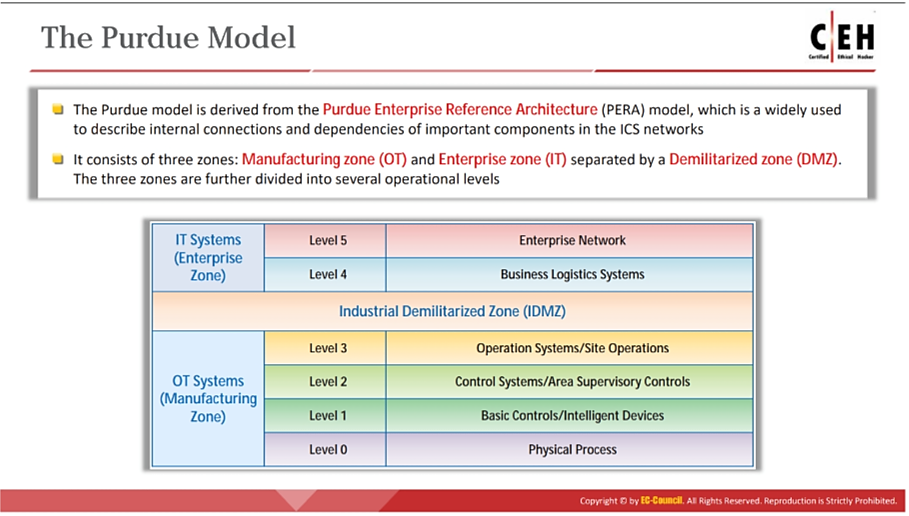 The Purdue Model
C|EH
Certified Ethical Hacker
The Purdue model is derived from the Purdue Enterprise Reference Architecture (PERA) model, which is a widely used
to describe internal connections and dependencies of important components in the ICS networks
It consists of three zones: Manufacturing zone (OT) and Enterprise zone (IT) separated by a Demilitarized zone (DMZ).
The three zones are further divided into several operational levels
IT Systems
(Enterprise
Zone)
Level 5
Enterprise Network
Level 4
Business Logistics Systems
Industrial Demilitarized Zone (IDMZ)
OT Systems
(Manufacturing
Zone)
Level 3
Operation Systems/Site Operations
Level 2
Control Systems/Area Supervisory Controls
Level 1
Basic Controls/Intelligent Devices
Level 0
Physical Process
Copyright © by EC-Council. All Rights Reserved. Reproduction is Strictly Prohibited.